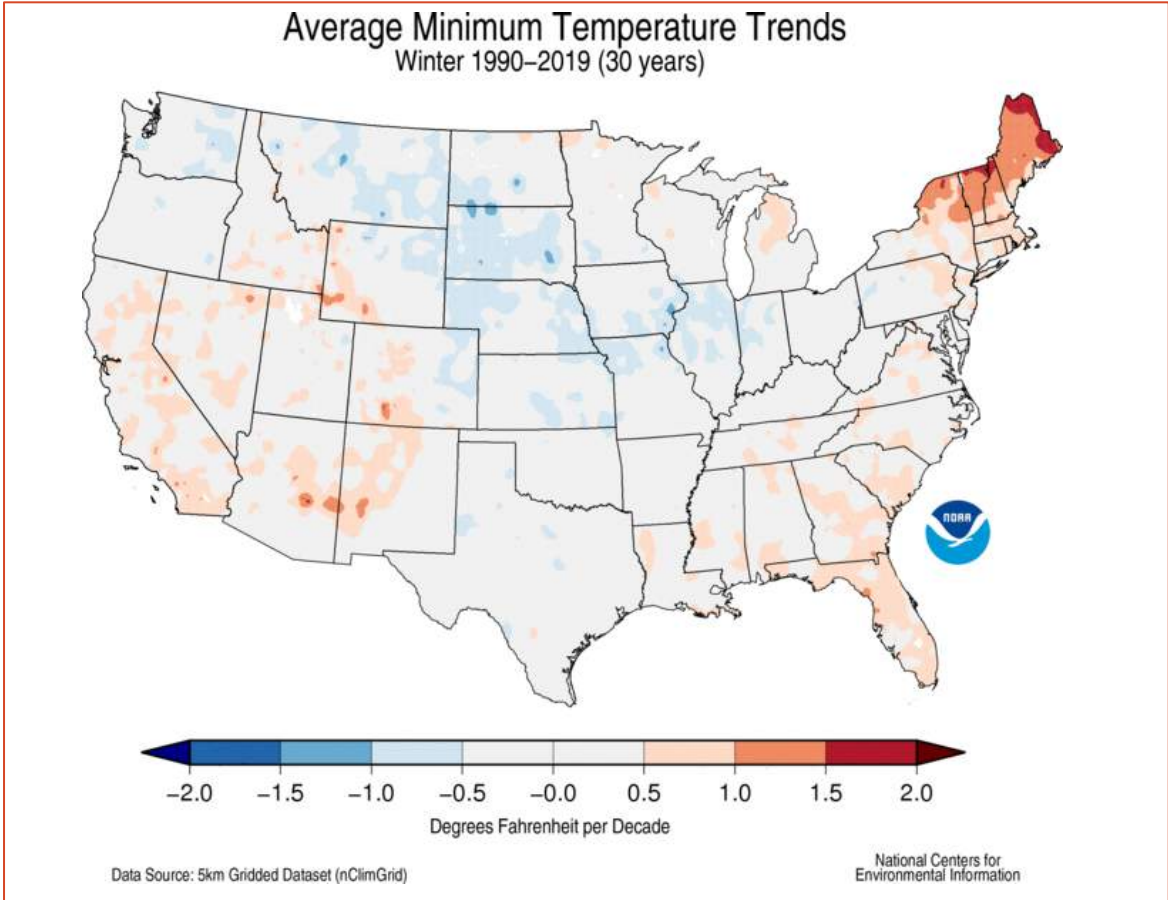 Average Minimum Temperature Trends
Winter 1990–2019 (30 years)
NOAA
−2.0 −1.5 −1.0 −0.5 −0.0 0.5 1.0 1.5 2.0
Degrees Fahrenheit per Decade
Data Source: 5km Gridded Dataset (nClimGrid)
National Centers for
Environmental Information